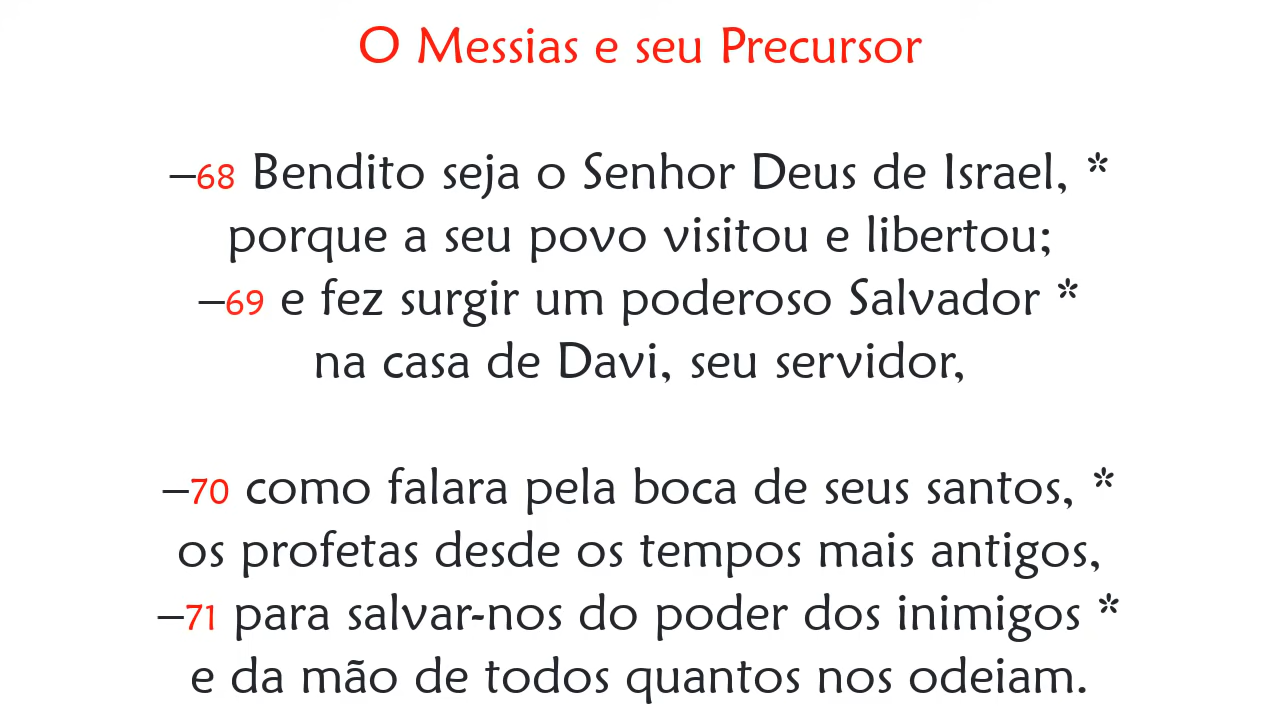 O Messias e seu Precursor
–68 Bendito seja o Senhor Deus de Israel, *
porque a seu povo visitou e libertou;
–69 e fez surgir um poderoso Salvador *
na casa de Davi, seu servidor,
–70 como falara pela boca de seus santos, *
os profetas desde os tempos mais antigos,
–71 para salvar-nos do poder dos inimigos *
e da mão de todos quantos nos odeiam.